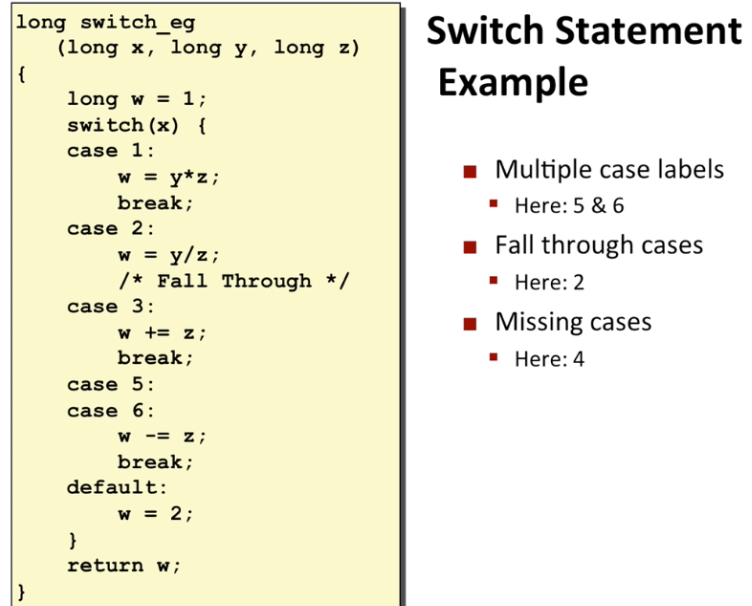 long switch_eg
(long x, long y, long z)
{
long w = 1;
switch(x) {
case 1:
w = y*z;
break;
case 2:
w = y/z;
/* Fall Through */
case 3:
w += z;
break;
case 5:
case 6:
w -= z;
break;
default:
w = 2;
}
return w;
}
Switch Statement
Example
Multiple case labels
Here: 5 & 6
Fall through cases
Here: 2
Missing cases
Here: 4